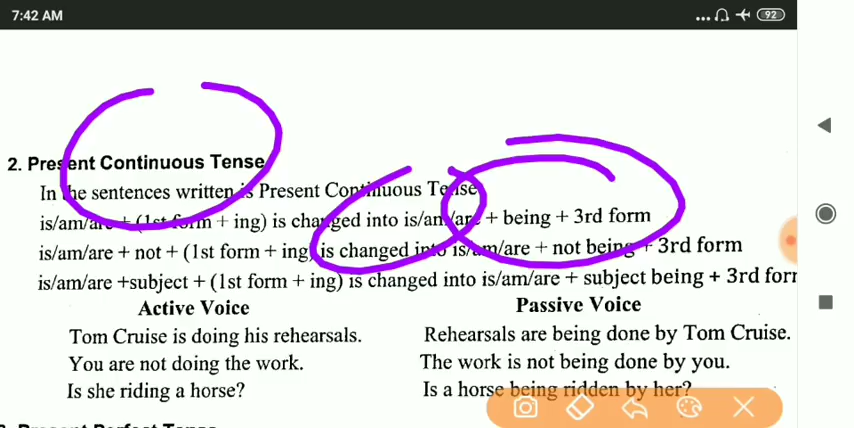 7:42 AM
92
2. Present Continuous Tense
In the sentences written is Present Continuous Tense
is/am/are + (1st form + ing) is changed into is/am/are + being + 3rd form
is/am/are + not + (1st form + ing) is changed into is/am/are + not being + 3rd form
is/am/are +subject + (1st form + ing) is changed into is/am/are + subject being + 3rd for
Active Voice Passive Voice
Tom Cruise is doing his rehearsals. Rehearsals are being done by Tom Cruise.
You are not doing the work. The work is not being done by you.
Is she riding a horse? Is a horse being ridden by her?